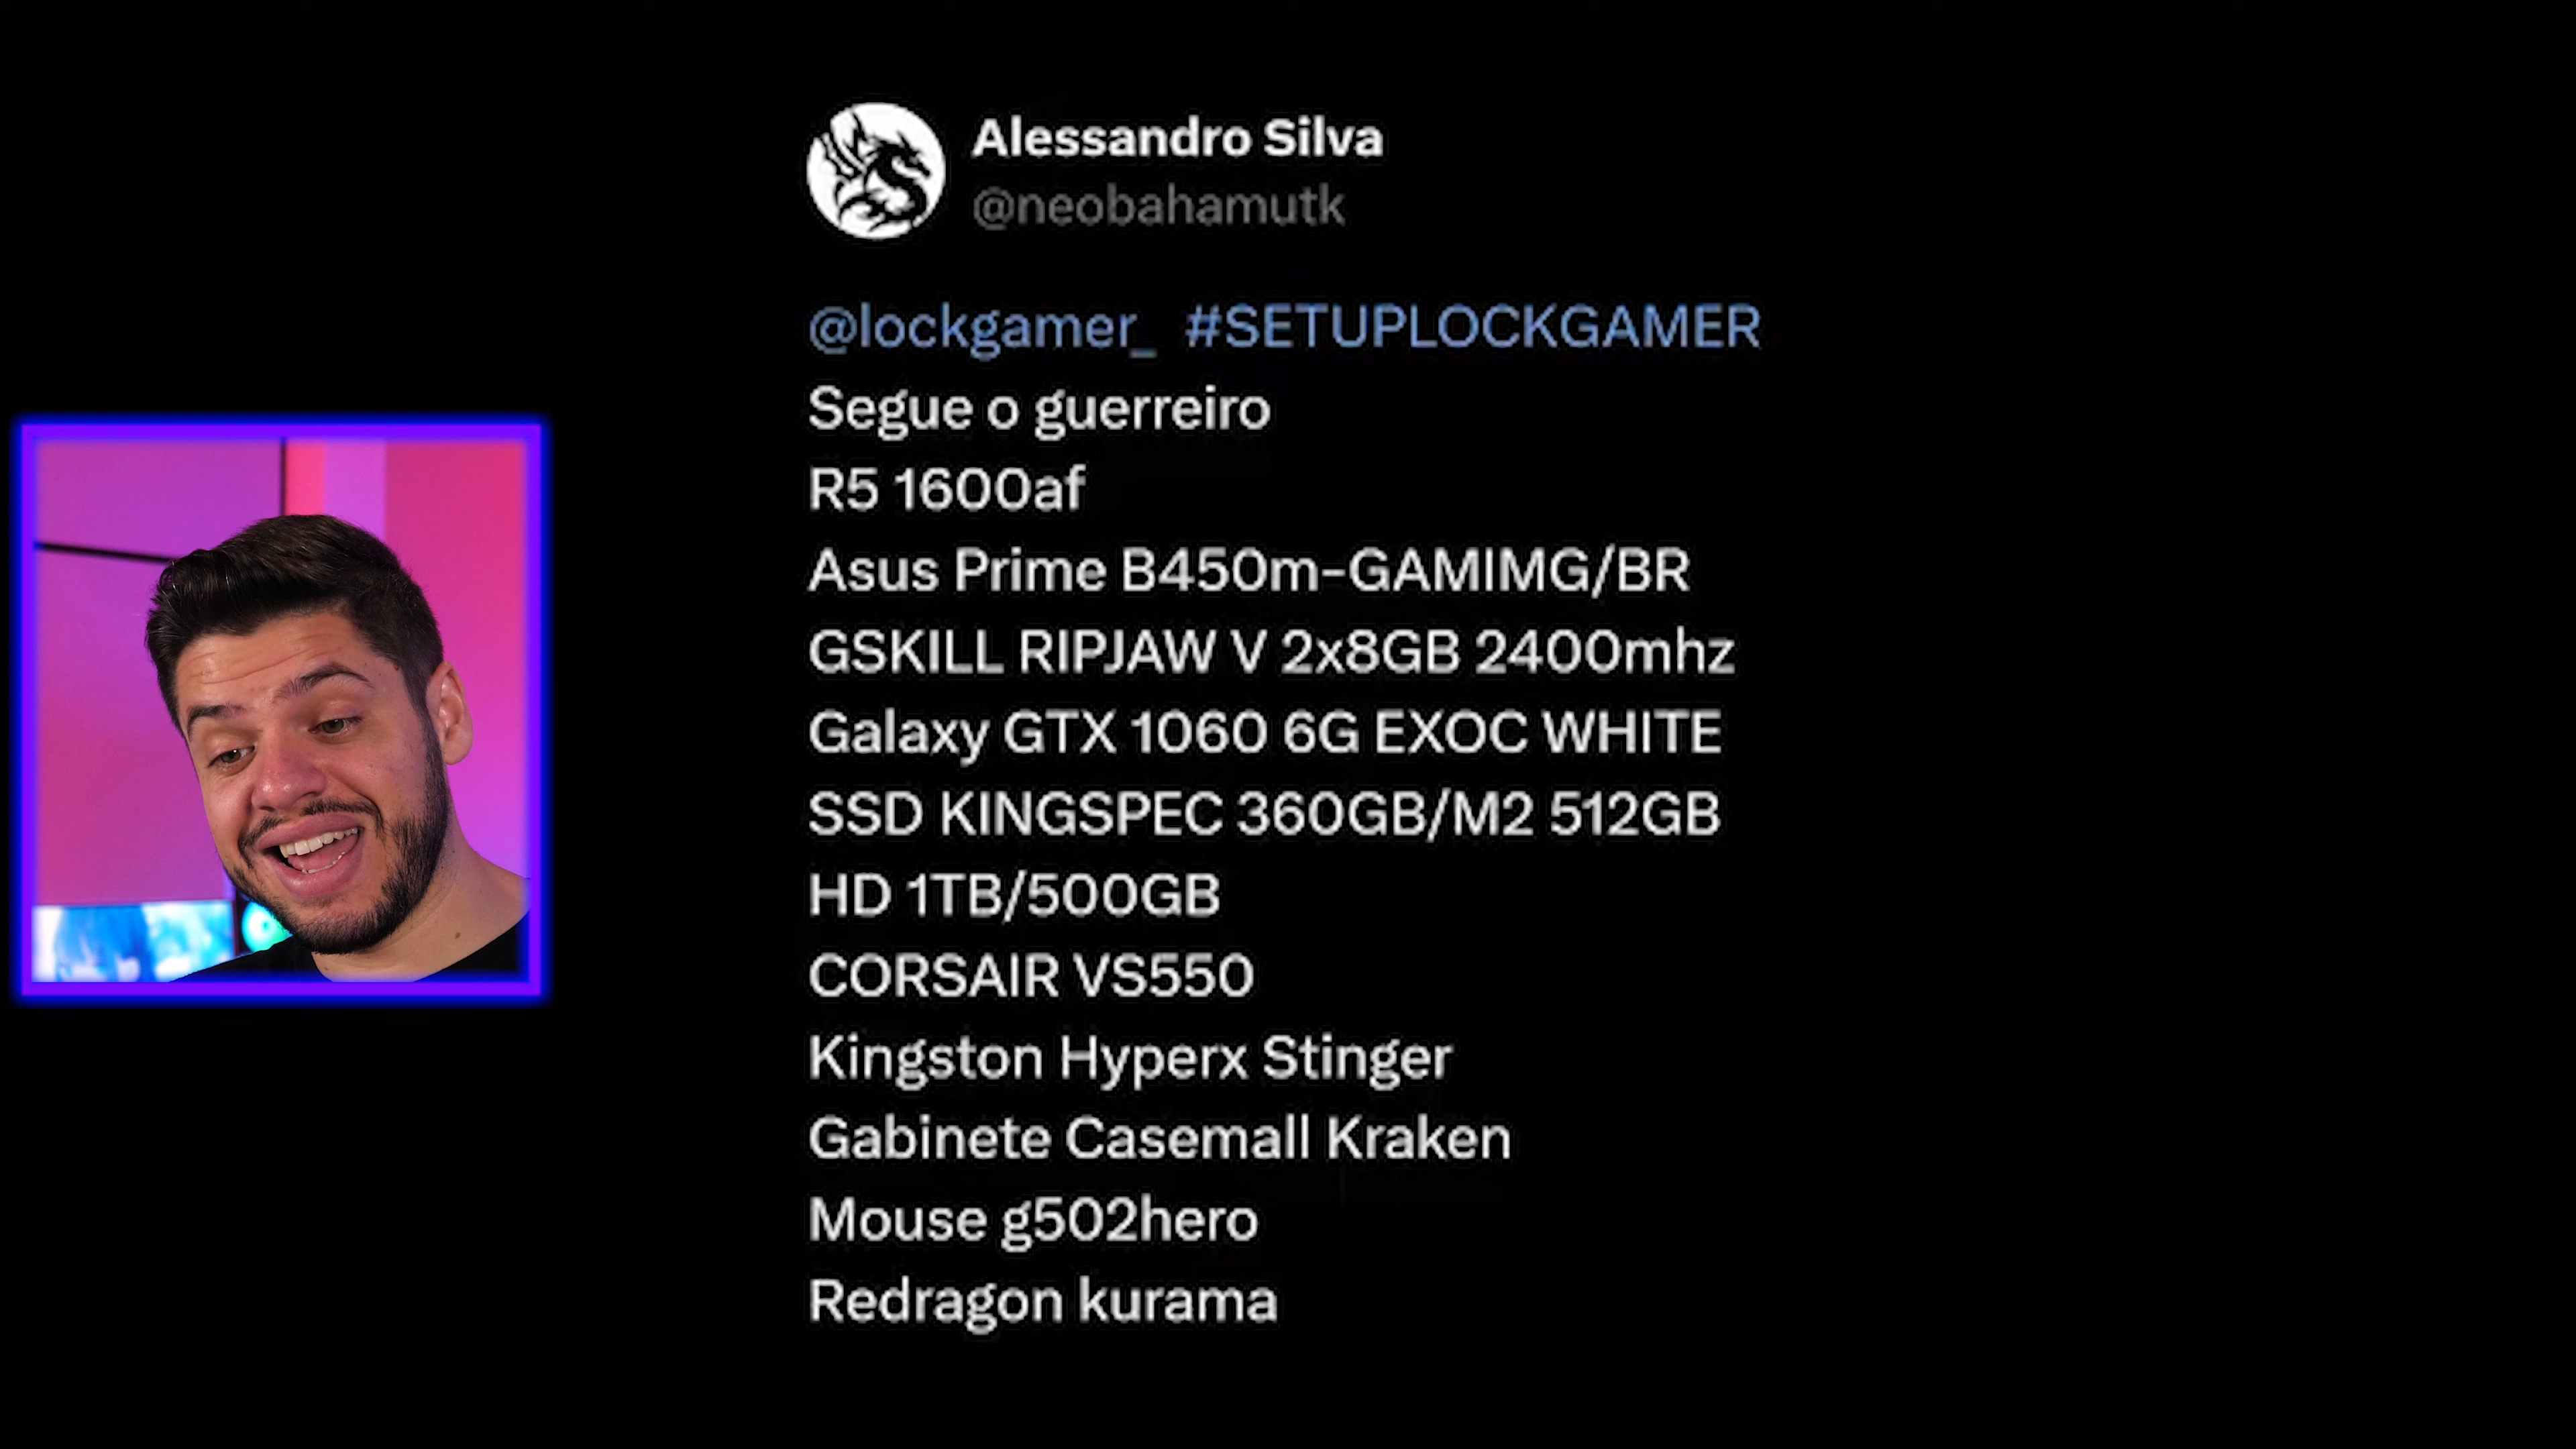 Alessandro Silva
@neobahamutk
@lockgamer_ #SETUPLOCKGAMER
Segue o guerreiro
R5 1600af
Asus Prime B450m-GAMIMG/BR
GSKILL RIPJAW V 2x8GB 2400mhz
Galaxy GTX 1060 6G EXOC WHITE
SSD KINGSPEC 360GB/M2 512GB
HD 1TB/500GB
CORSAIR VS550
Kingston Hyperx Stinger
Gabinete Casemall Kraken
Mouse g502hero
Redragon kurama